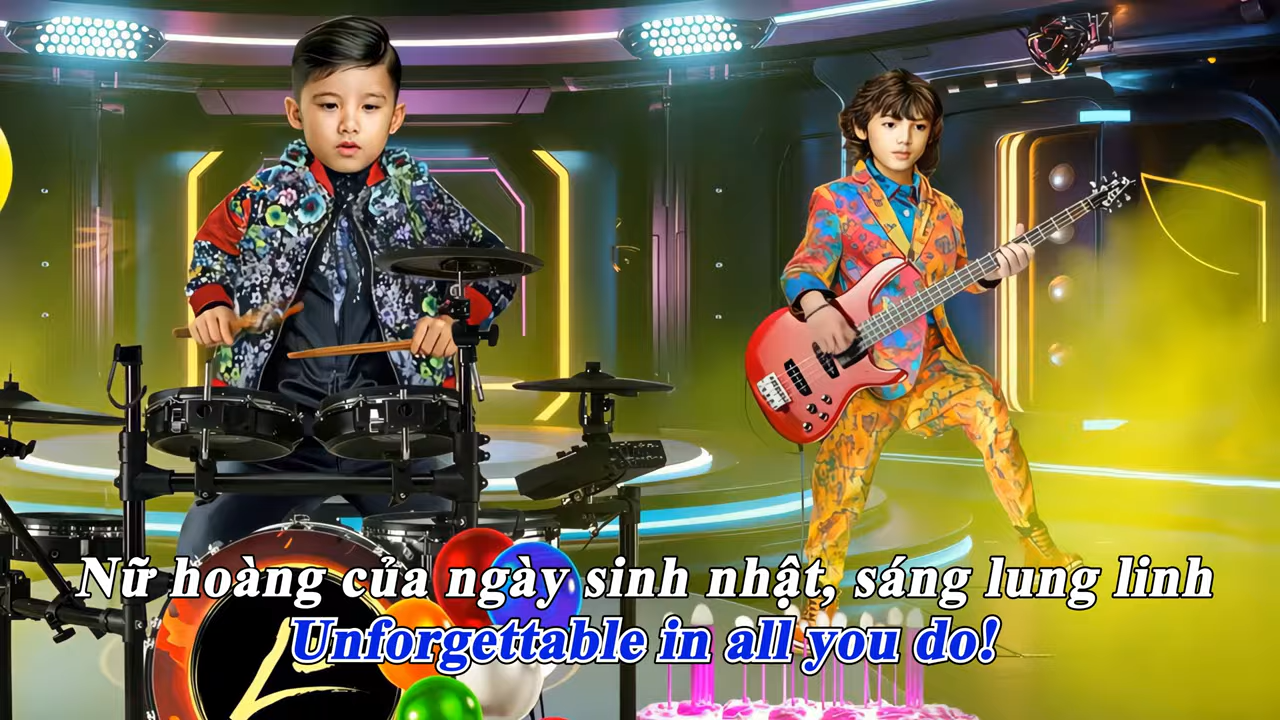 Nữ hoàng của ngày sinh nhật, sáng lung linh
Unforgettable in all you do!